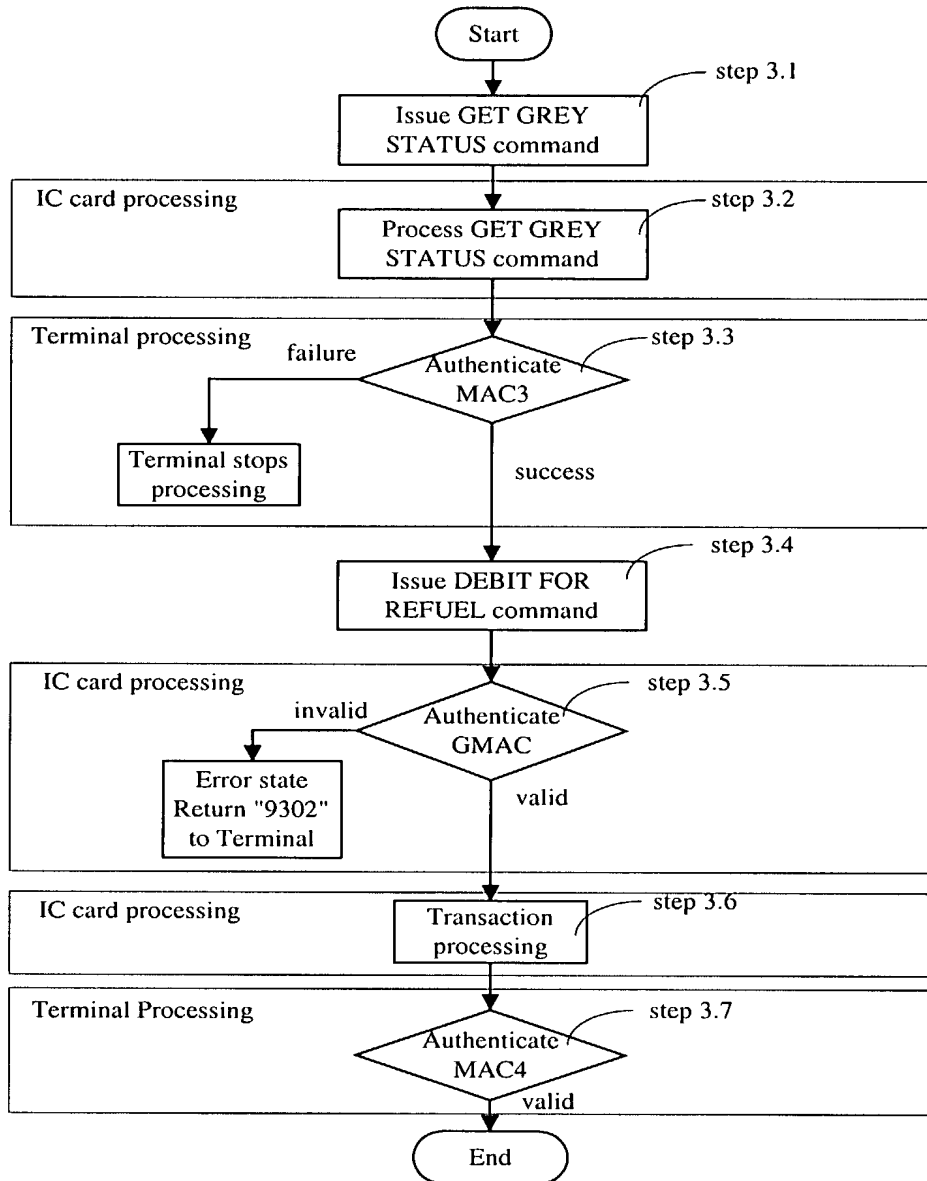 Start
step 3.1
Issue GET GREY
STATUS command
IC card processing
step 3.2
Process GET GREY
STATUS command
Terminal processing
step 3.3
failure
Authenticate
MAC3
Terminal stops
processing
success
step 3.4
Issue DEBIT FOR
REFUEL command
IC card processing
step 3.5
invalid
Authenticate
GMAC
Error state
Return "9302"
to Terminal
valid
IC card processing
step 3.6
Transaction
processing
Terminal Processing
step 3.7
Authenticate
MAC4
valid
End